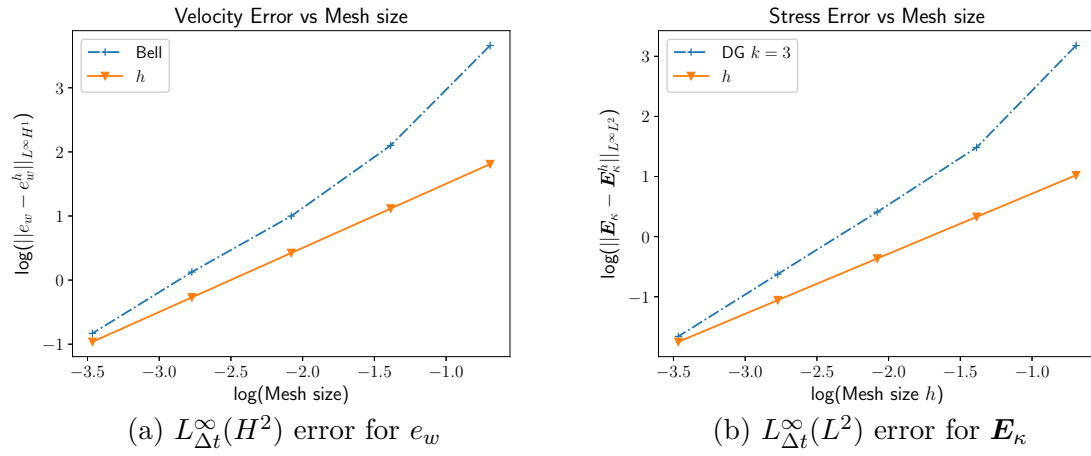 Velocity Error vs Mesh size
Bell
h
log(||e_w − e_w^h||_{L^∞H^1})
3
2
1
0
−1
−3.5 −3.0 −2.5 −2.0 −1.5 −1.0
log(Mesh size)
(a) L^∞_{Δt}(H^2) error for e_w
Stress Error vs Mesh size
DG k = 3
h
log(||E_κ − E_κ^h||_{L^∞L^2})
3
2
1
0
−1
−3.5 −3.0 −2.5 −2.0 −1.5 −1.0
log(Mesh size h)
(b) L^∞_{Δt}(L^2) error for E_κ